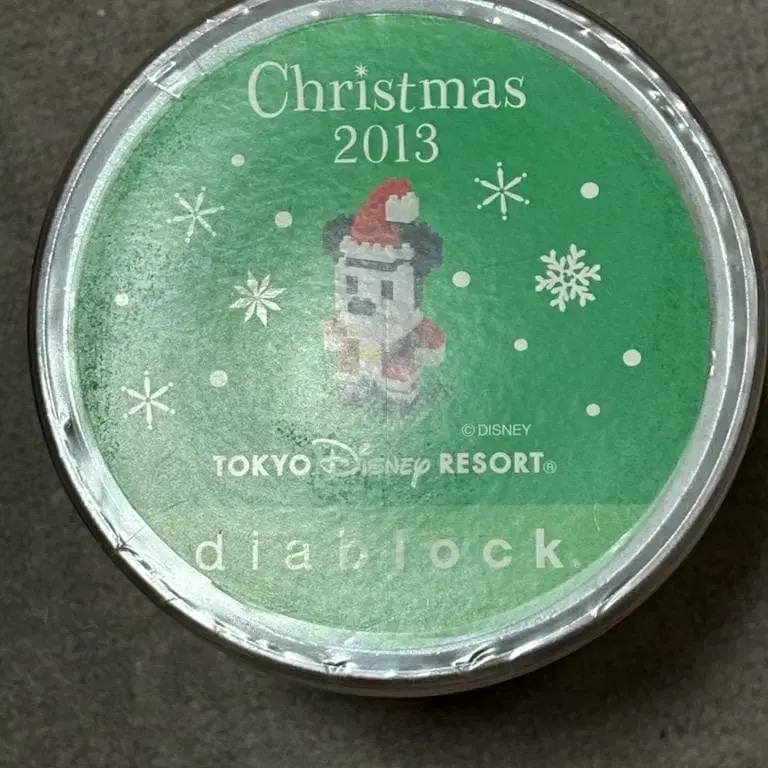 Christmas
2013
© DISNEY
TOKYO Disney RESORT®
diablock®